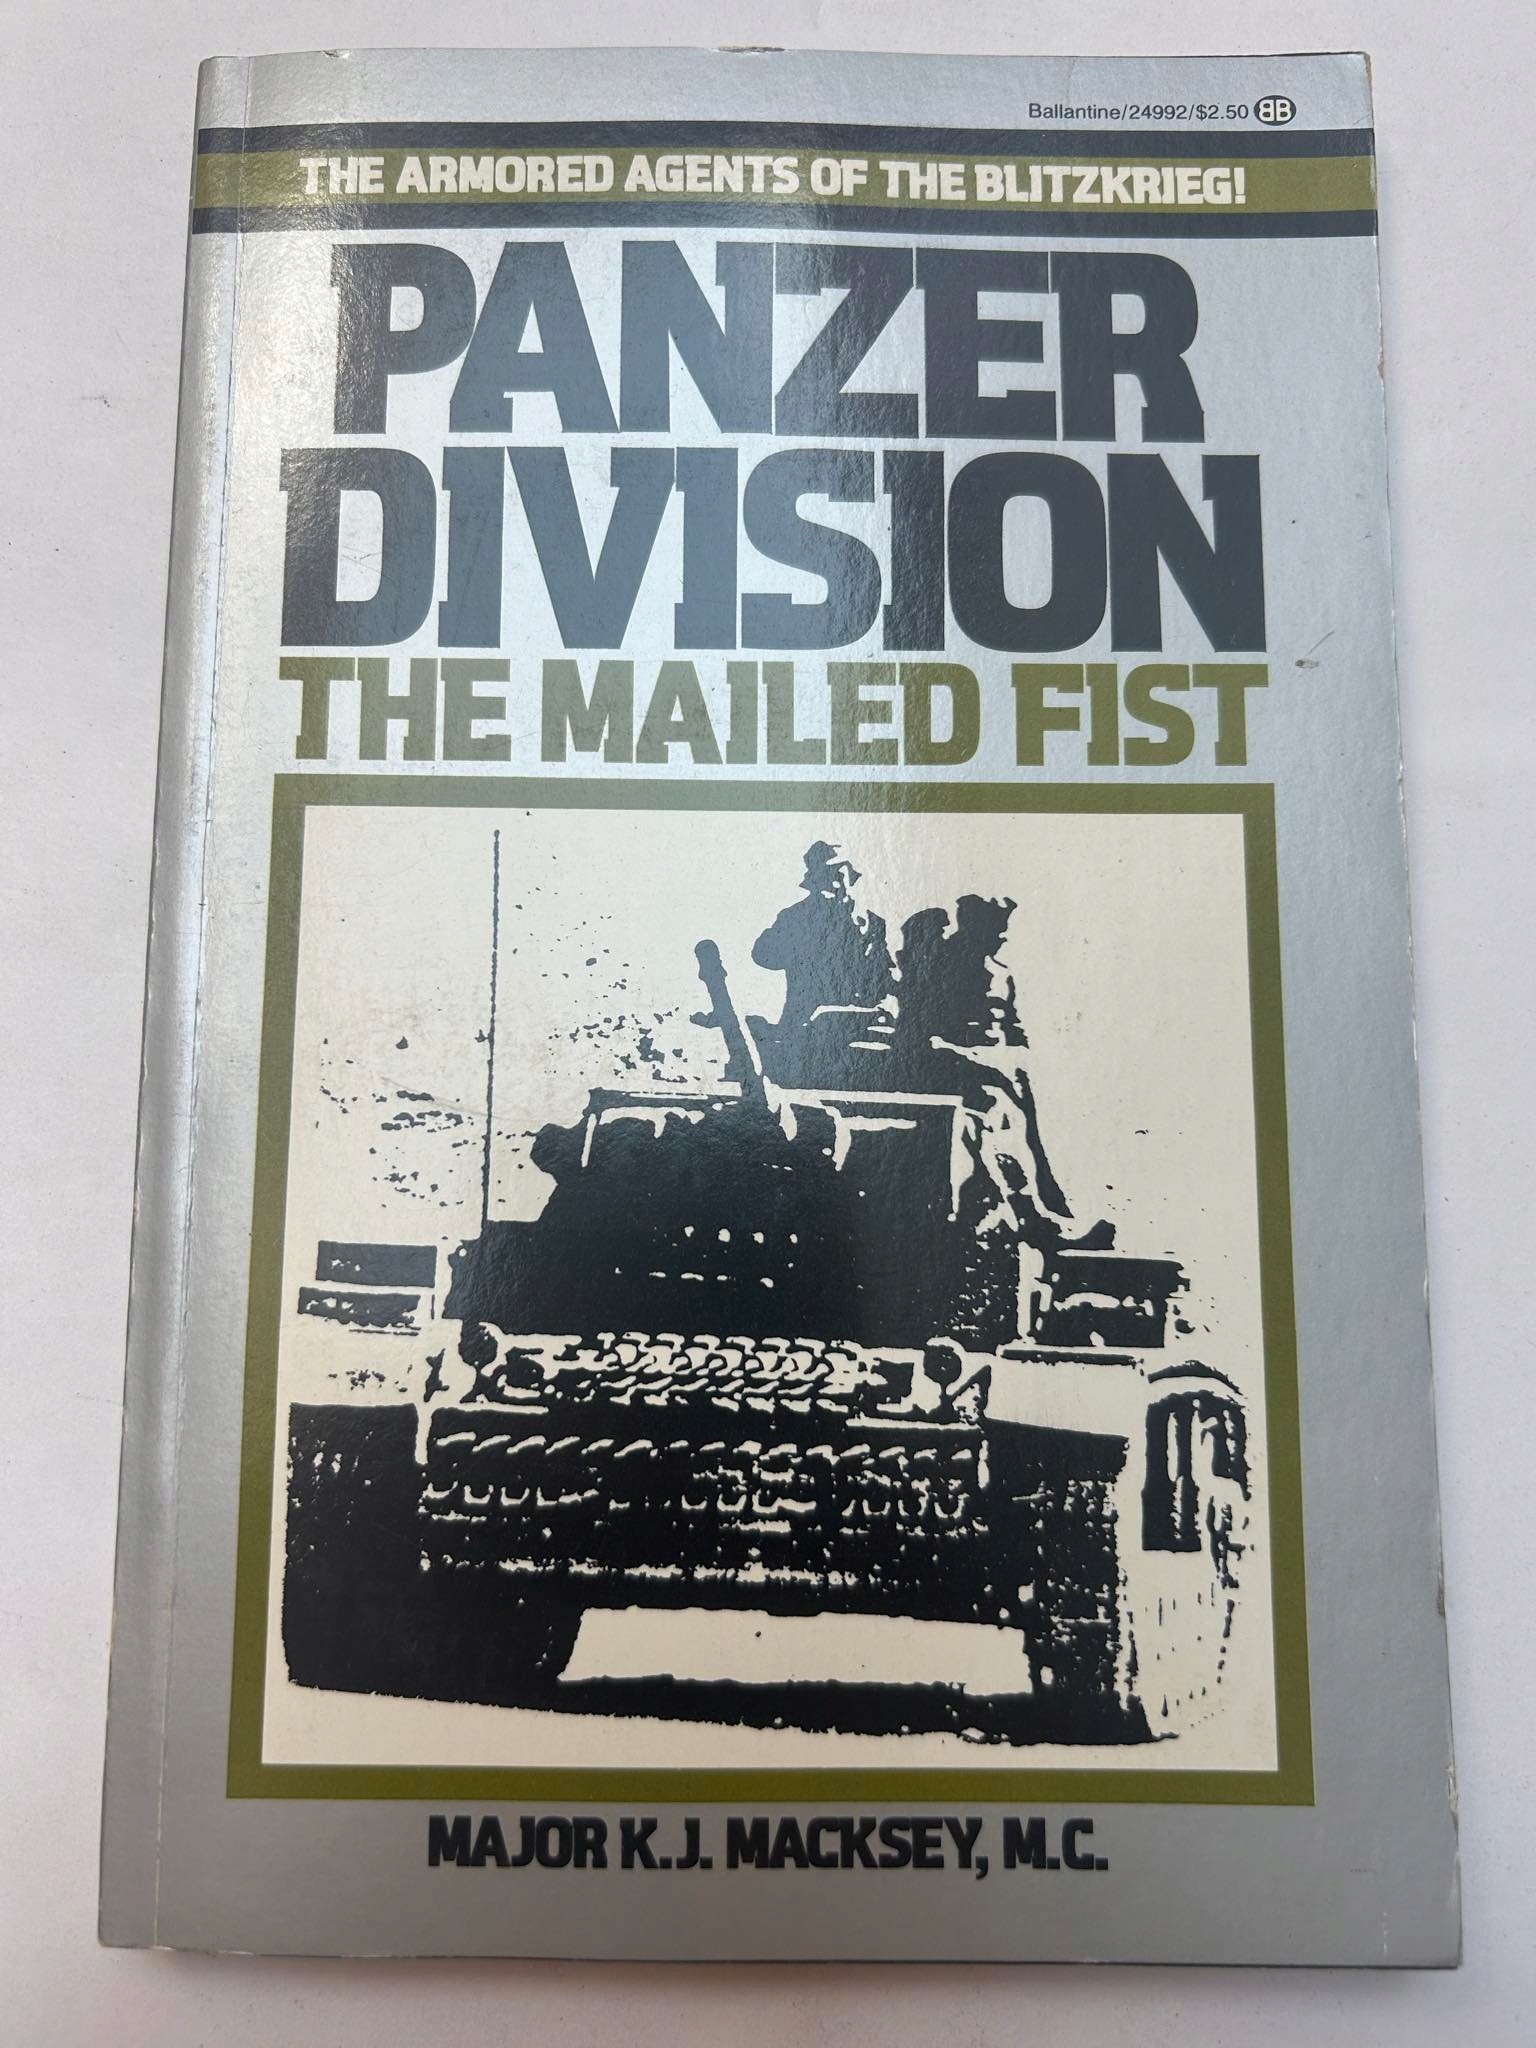 Ballantine/24992/$2.50 BB
THE ARMORED AGENTS OF THE BLITZKRIEG!
PANZER
DIVISION
THE MAILED FIST
MAJOR K.J. MACKSEY, M.C.